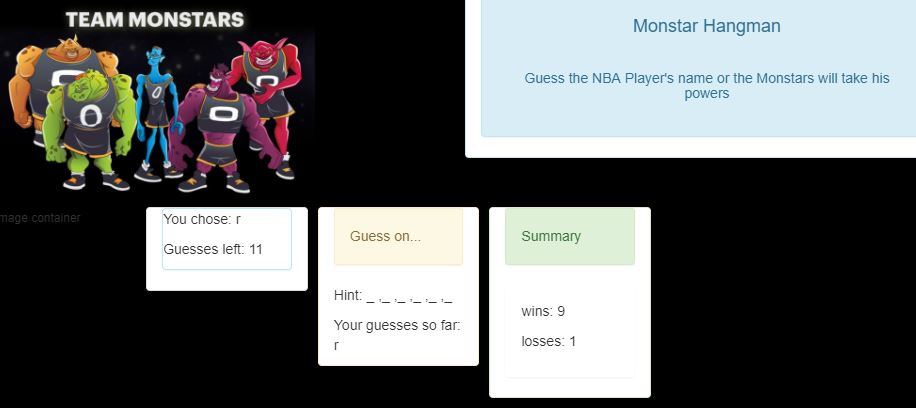 TEAM MONSTARS
Monstar Hangman
Guess the NBA Player's name or the Monstars will take his
powers
mage container
You chose: r
Guesses left: 11
Guess on...
Hint: _ ,_ ,_ ,_ ,_ ,_
Your guesses so far:
r
Summary
wins: 9
losses: 1